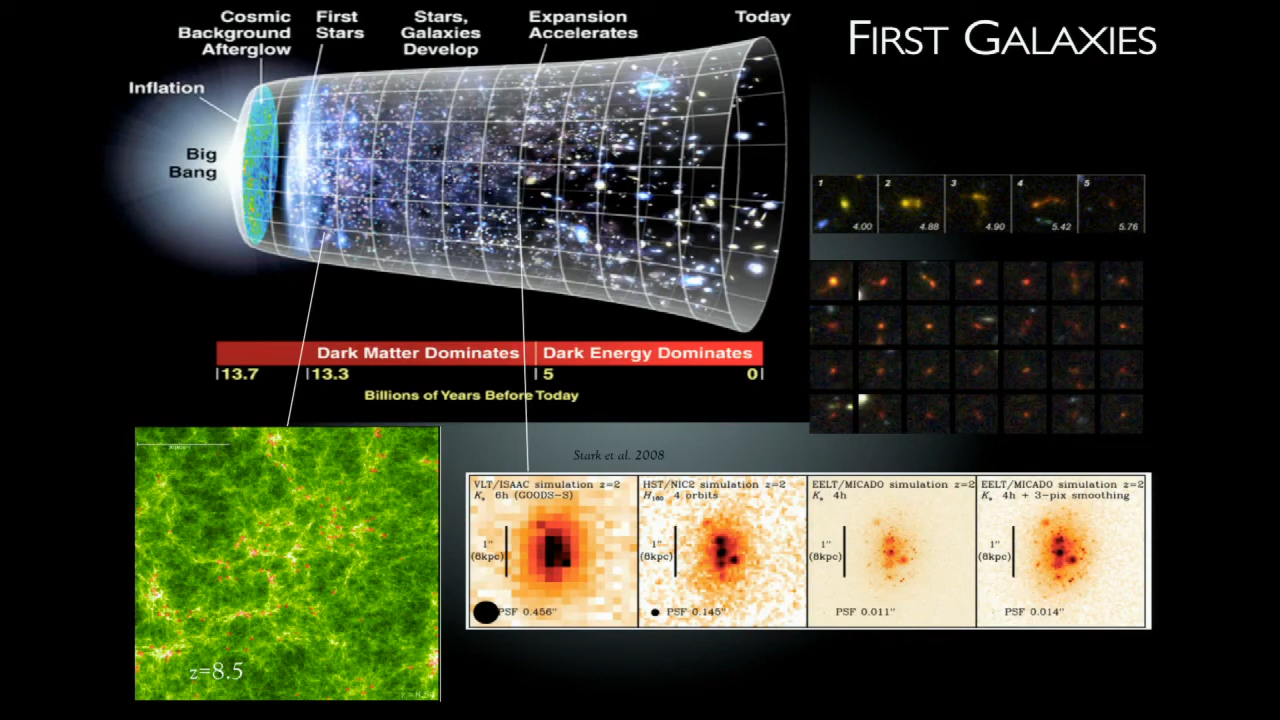 FIRST GALAXIES
Cosmic
Background
Afterglow
First
Stars
Stars,
Galaxies
Develop
Expansion
Accelerates
Today
Inflation
Big
Bang
Dark Matter Dominates
Dark Energy Dominates
13.7
13.3
5
0
Billions of Years Before Today
1
2
3
4
5
4.00
4.88
4.90
5.42
5.76
Stark et al. 2008
VLT/ISAAC simulation z=2
Ks 6h (GOODS-S)
1"
(8kpc)
PSF 0.456"
HST/NIC2 simulation z=2
H160 4 orbits
1"
(8kpc)
PSF 0.145"
EELT/MICADO simulation z=2
Ks 4h
1"
(8kpc)
PSF 0.011"
EELT/MICADO simulation z=2
Ks 4h + 3-pix smoothing
1"
(8kpc)
PSF 0.014"
z=8.5